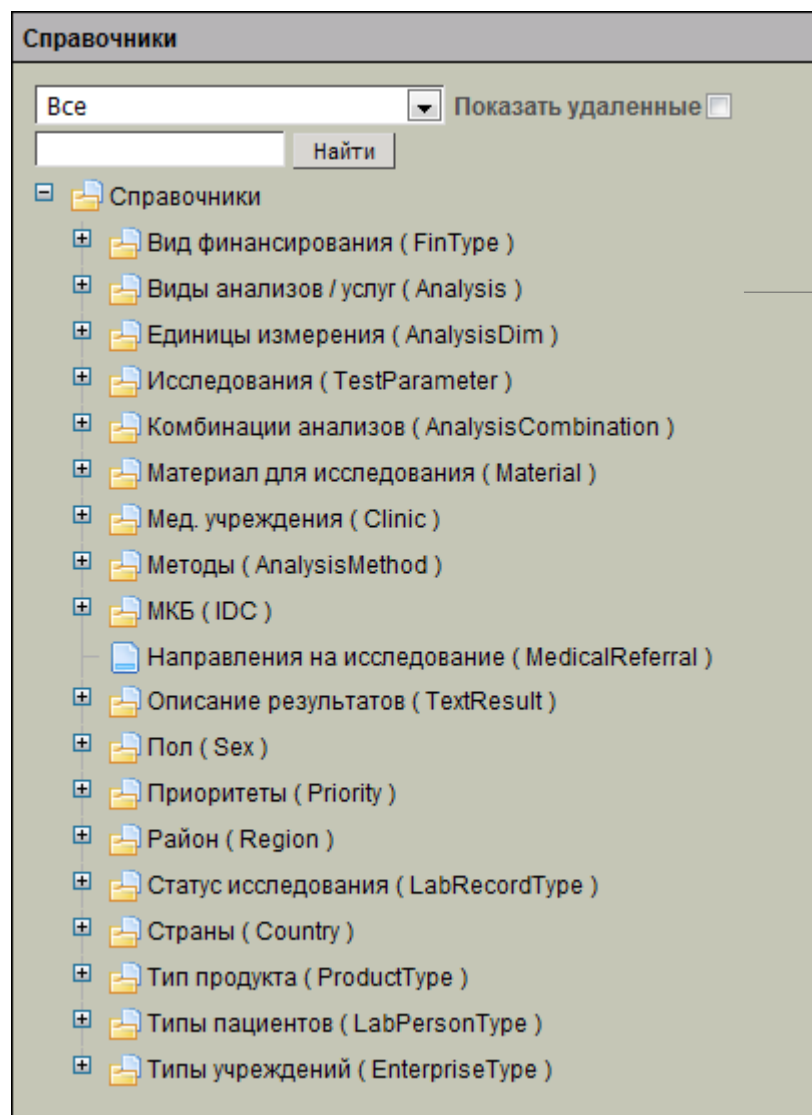 Справочники
Все Показать удаленные
Найти
Справочники
Вид финансирования ( FinType )
Виды анализов / услуг ( Analysis )
Единицы измерения ( AnalysisDim )
Исследования ( TestParameter )
Комбинации анализов ( AnalysisCombination )
Материал для исследования ( Material )
Мед. учреждения ( Clinic )
Методы ( AnalysisMethod )
МКБ ( IDC )
Направления на исследование ( MedicalReferral )
Описание результатов ( TextResult )
Пол ( Sex )
Приоритеты ( Priority )
Район ( Region )
Статус исследования ( LabRecordType )
Страны ( Country )
Тип продукта ( ProductType )
Типы пациентов ( LabPersonType )
Типы учреждений ( EnterpriseType )